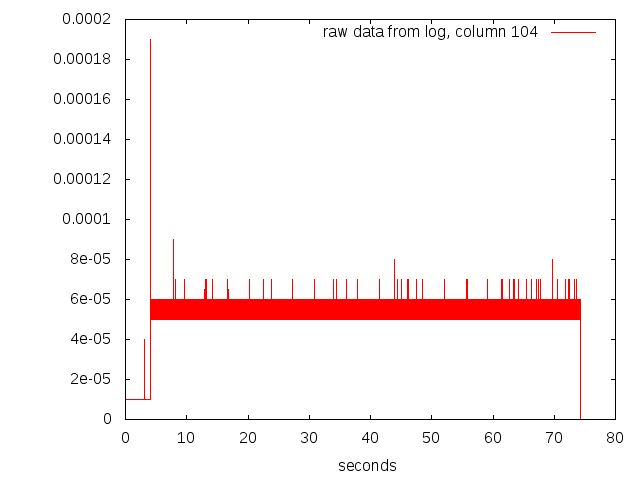 0.0002
raw data from log, column 104
0.00018
0.00016
0.00014
0.00012
0.0001
8e-05
6e-05
4e-05
2e-05
0
0 10 20 30 40 50 60 70 80
seconds